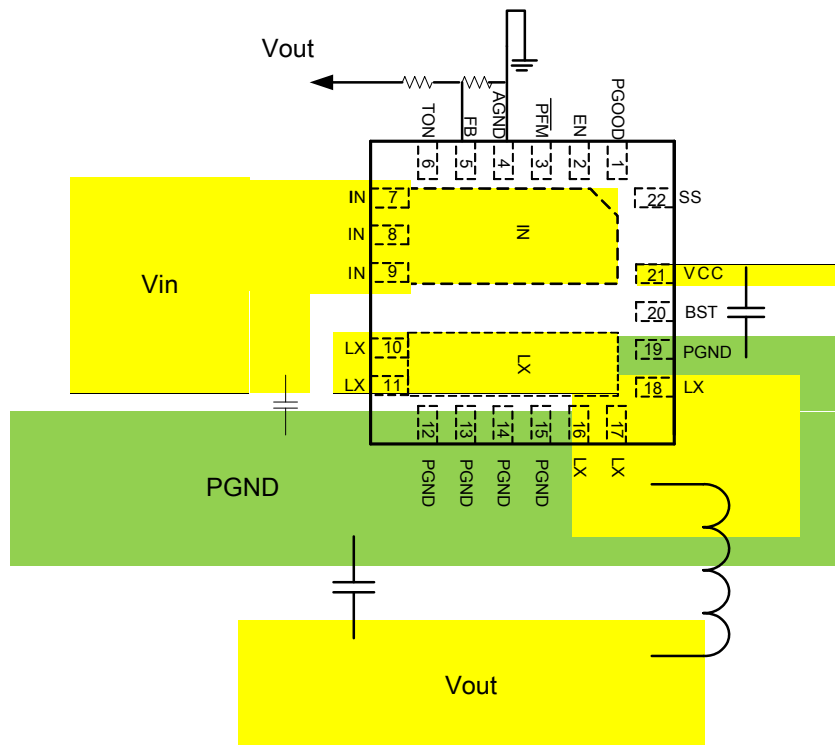 Vout
TON
FB
AGND
PFM
EN
PGOOD
6
5
4
3
2
1
IN 7
IN 8
IN 9
IN
22 SS
21 VCC
20 BST
19 PGND
18 LX
Vin
LX 10
LX 11
LX
12
13
14
15
16
17
PGND
PGND
PGND
PGND
LX
LX
PGND
Vout